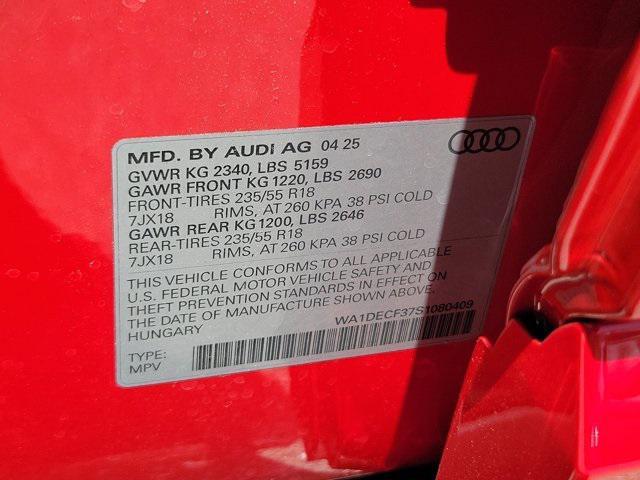 MFD. BY AUDI AG 04 25
GVWR KG 2340, LBS 5159
GAWR FRONT KG 1220, LBS 2690
FRONT-TIRES 235/55 R18
7JX18 RIMS, AT 260 KPA 38 PSI COLD
GAWR REAR KG 1200, LBS 2646
REAR-TIRES 235/55 R18
7JX18 RIMS, AT 260 KPA 38 PSI COLD
THIS VEHICLE CONFORMS TO ALL APPLICABLE
U.S. FEDERAL MOTOR VEHICLE SAFETY AND
THEFT PREVENTION STANDARDS IN EFFECT ON
THE DATE OF MANUFACTURE SHOWN ABOVE.
HUNGARY
WA1DECF37S1080409
TYPE:
MPV